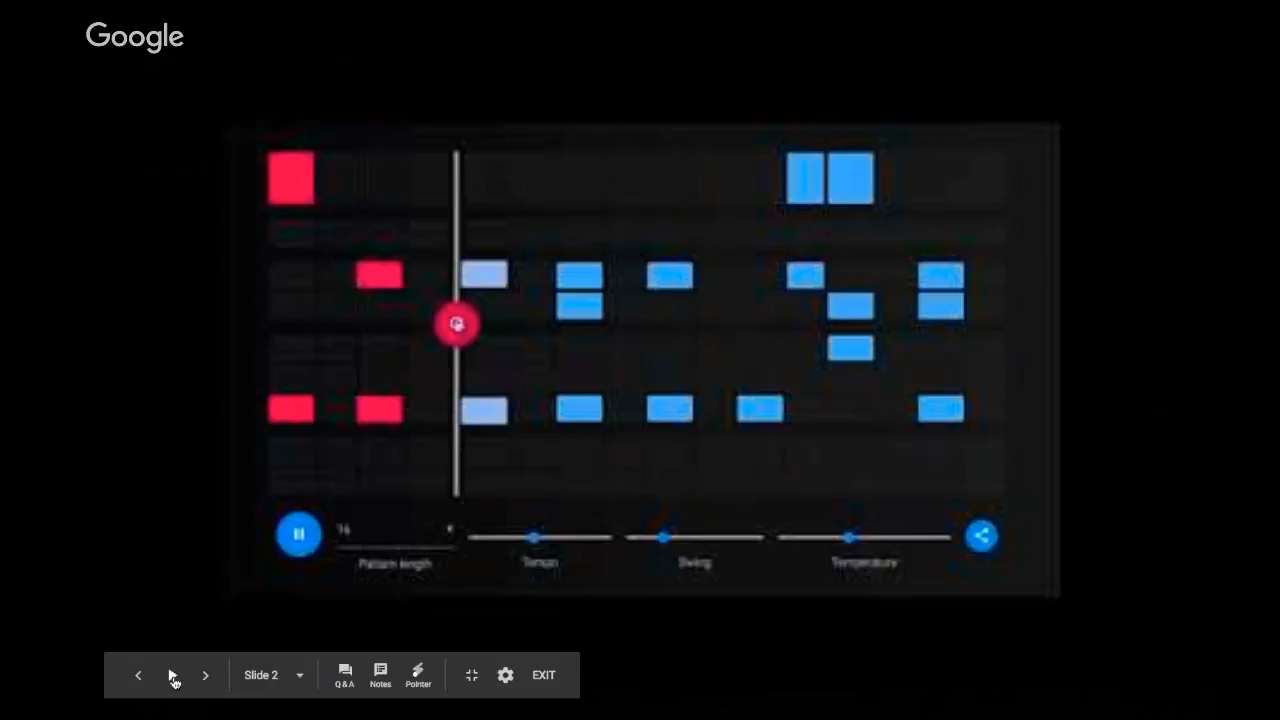 Google
16
Pattern length
Tempo
Swing
Temperature
Slide 2
Q&A
Notes
Pointer
EXIT